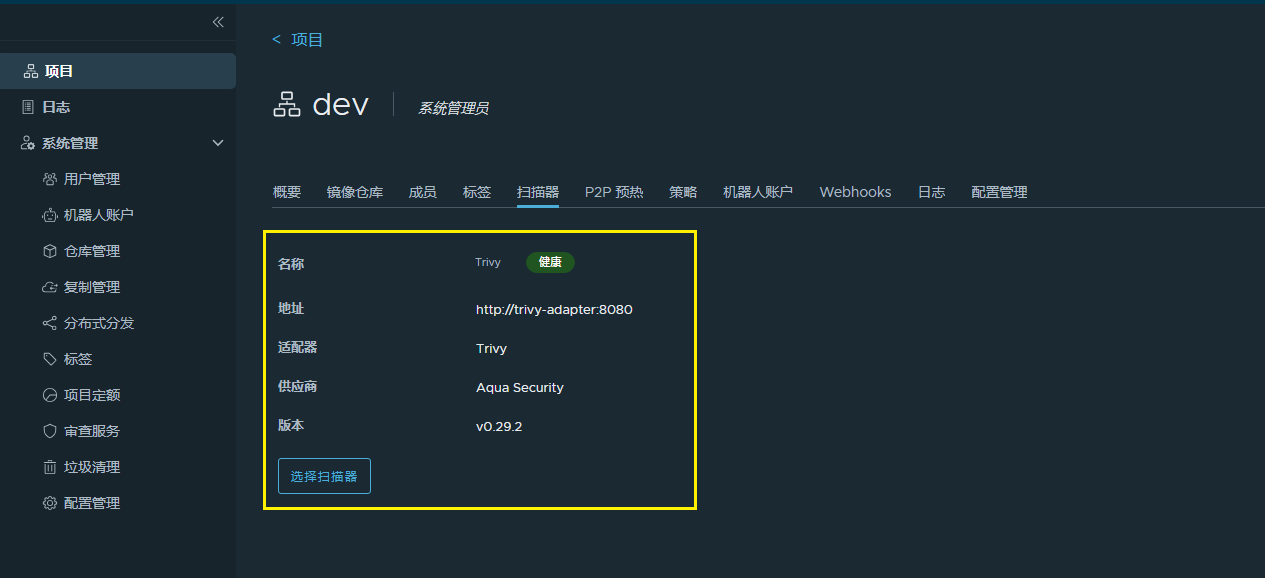 项目
日志
系统管理
用户管理
机器人账户
仓库管理
复制管理
分布式分发
标签
项目定额
审查服务
垃圾清理
配置管理
< 项目
dev 系统管理员
概要 镜像仓库 成员 标签 扫描器 P2P 预热 策略 机器人账户 Webhooks 日志 配置管理
名称 Trivy 健康
地址 http://trivy-adapter:8080
适配器 Trivy
供应商 Aqua Security
版本 v0.29.2
选择扫描器